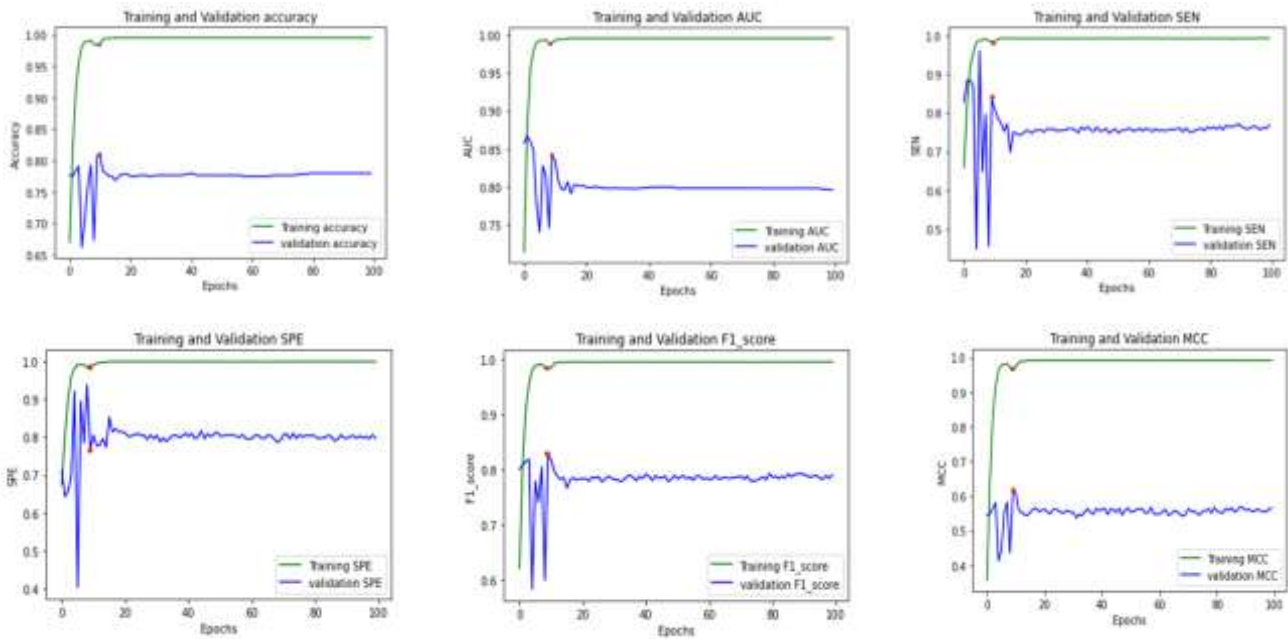 Training and Validation accuracy
Accuracy
1.00
0.95
0.90
0.85
0.80
0.75
0.70
0.65
Training accuracy
validation accuracy
0 20 40 60 80 100
Epochs
Training and Validation AUC
AUC
1.00
0.95
0.90
0.85
0.80
0.75
Training AUC
validation AUC
0 20 40 60 80 100
Epochs
Training and Validation SEN
SEN
1.0
0.9
0.8
0.7
0.6
0.5
Training SEN
validation SEN
0 20 40 60 80 100
Epochs
Training and Validation SPE
SPE
1.0
0.9
0.8
0.7
0.6
0.5
0.4
Training SPE
validation SPE
0 20 40 60 80 100
Epochs
Training and Validation F1_score
F1_score
1.0
0.9
0.8
0.7
0.6
Training F1_score
validation F1_score
0 20 40 60 80 100
Epochs
Training and Validation MCC
MCC
1.0
0.9
0.8
0.7
0.6
0.5
0.4
Training MCC
validation MCC
0 20 40 60 80 100
Epochs